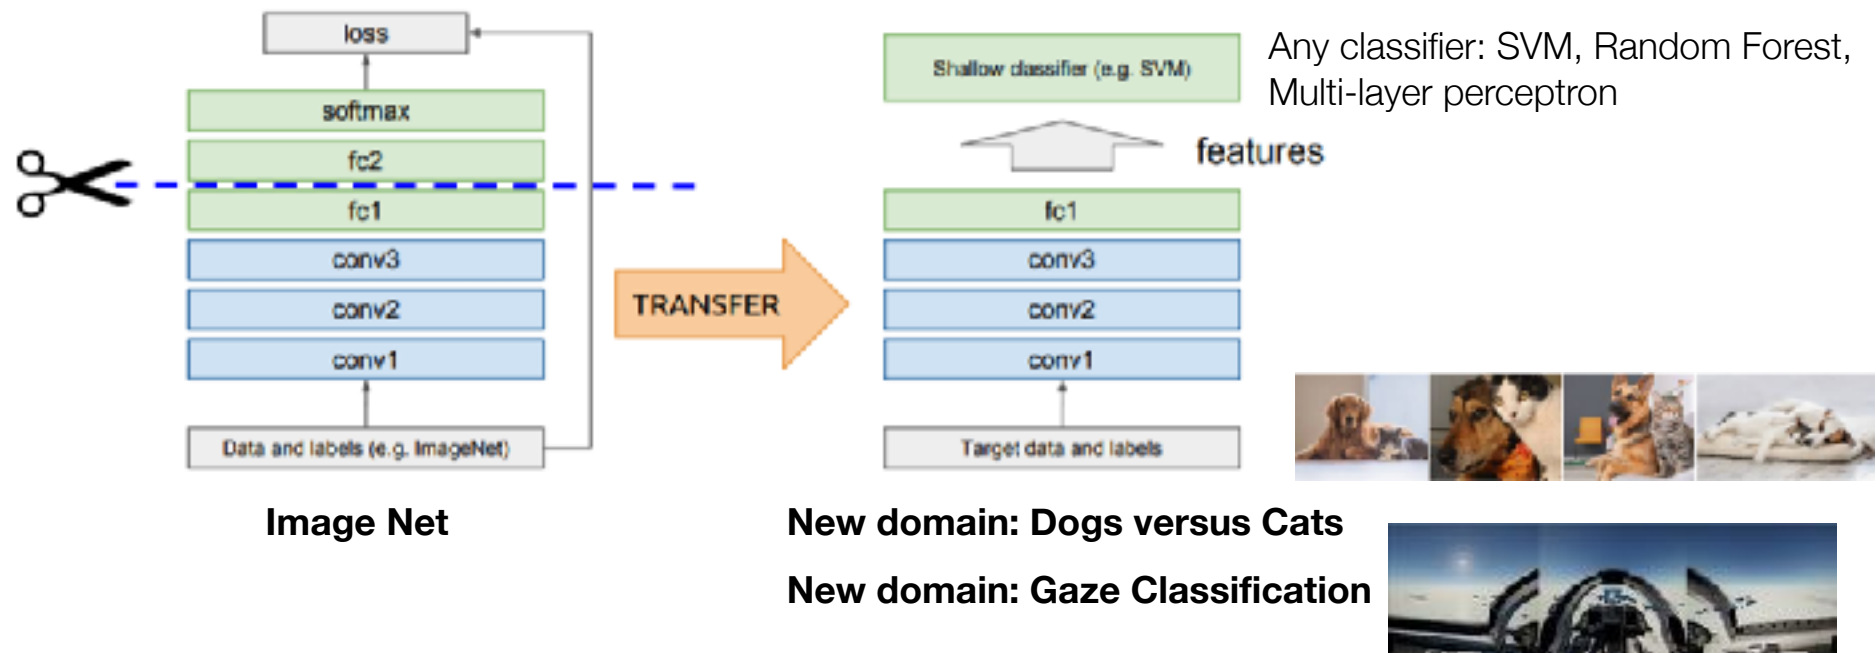 loss
softmax
fc2
fc1
conv3
conv2
conv1
Data and labels (e.g. ImageNet)
Image Net
TRANSFER
Shallow classifier (e.g. SVM)
Any classifier: SVM, Random Forest,
Multi-layer perceptron
features
fc1
conv3
conv2
conv1
Target data and labels
New domain: Dogs versus Cats
New domain: Gaze Classification